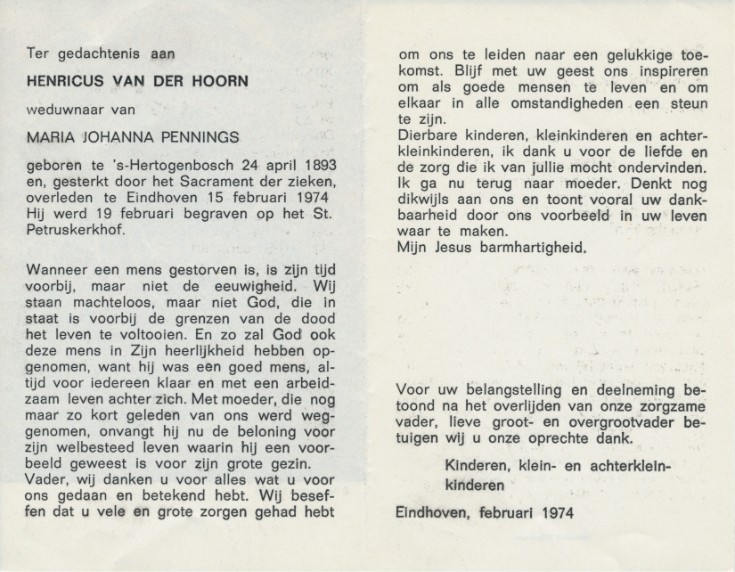 Ter gedachtenis aan
HENRICUS VAN DER HOORN
weduwnaar van
MARIA JOHANNA PENNINGS
geboren te 's-Hertogenbosch 24 april 1893
en, gesterkt door het Sacrament der zieken,
overleden te Eindhoven 15 februari 1974
Hij werd 19 februari begraven op het St.
Petruskerkhof.
Wanneer een mens gestorven is, is zijn tijd
voorbij, maar niet de eeuwigheid. Wij
staan machteloos, maar niet God, die in
staat is voorbij de grenzen van de dood
het leven te voltooien. En zo zal God ook
deze mens in Zijn heerlijkheid hebben op-
genomen, want hij was een goed mens, al-
tijd voor iedereen klaar en met een arbeid-
zaam leven achter zich. Met moeder, die nog
maar zo kort geleden van ons werd weg-
genomen, onvangt hij nu de beloning voor
zijn welbesteed leven waarin hij een voor-
beeld geweest is voor zijn grote gezin.
Vader, wij danken u voor alles wat u voor
ons gedaan en betekend hebt. Wij besef-
fen dat u vele en grote zorgen gehad hebt
om ons te leiden naar een gelukkige toe-
komst. Blijf met uw geest ons inspireren
om als goede mensen te leven en om
elkaar in alle omstandigheden een steun
te zijn.
Dierbare kinderen, kleinkinderen en achter-
kleinkinderen, ik dank u voor de liefde en
de zorg die ik van jullie mocht ondervinden.
Ik ga nu terug naar moeder. Denkt nog
dikwijls aan ons en toont vooral uw dank-
baarheid door ons voorbeeld in uw leven
waar te maken.
Mijn Jesus barmhartigheid.
Voor uw belangstelling en deelneming be-
toond na het overlijden van onze zorgzame
vader, lieve groot- en overgrootvader be-
tuigen wij u onze oprechte dank.
Kinderen, klein- en achterklein-
kinderen
Eindhoven, februari 1974